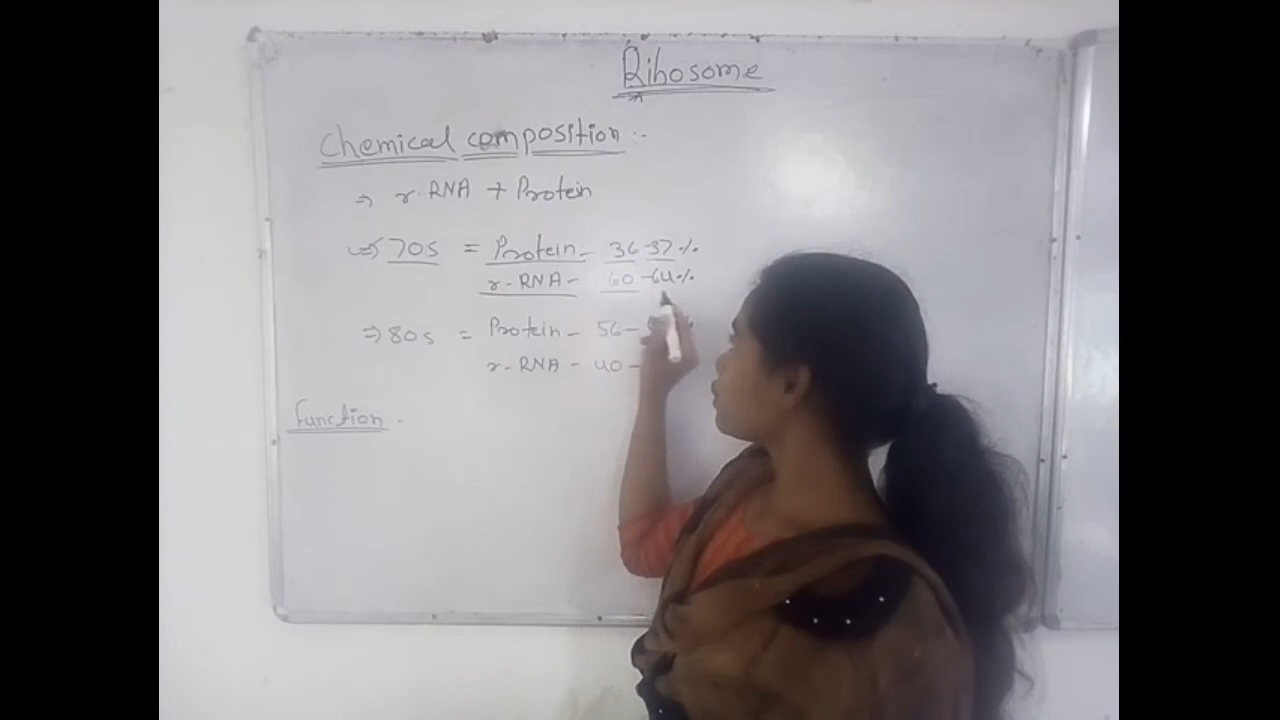 Ribosome
Chemical composition :-
⇒ r.RNA + Protein
⇒ 70s = Protein - 36-37%
r-RNA - 60-64%
⇒ 80s = Protein - 56-
r-RNA - 40-
Function -